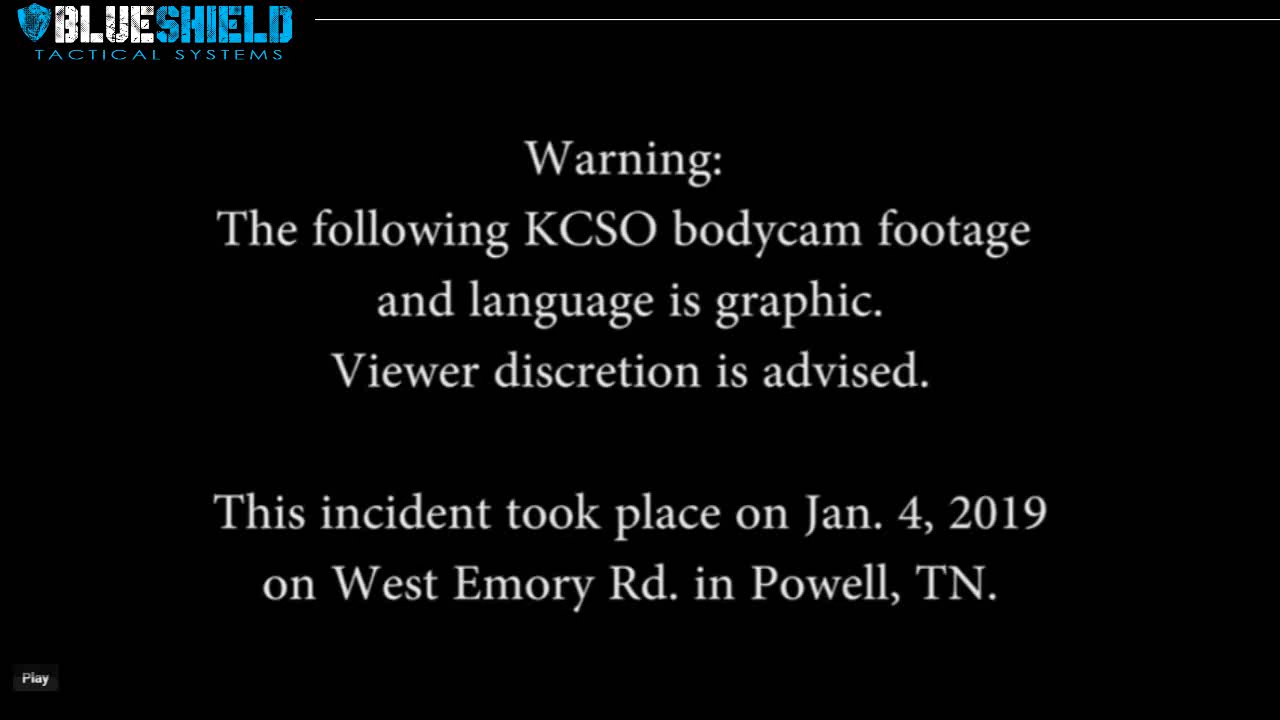 BLUESHIELD
TACTICAL SYSTEMS
Warning:
The following KCSO bodycam footage
and language is graphic.
Viewer discretion is advised.
This incident took place on Jan. 4, 2019
on West Emory Rd. in Powell, TN.
Play